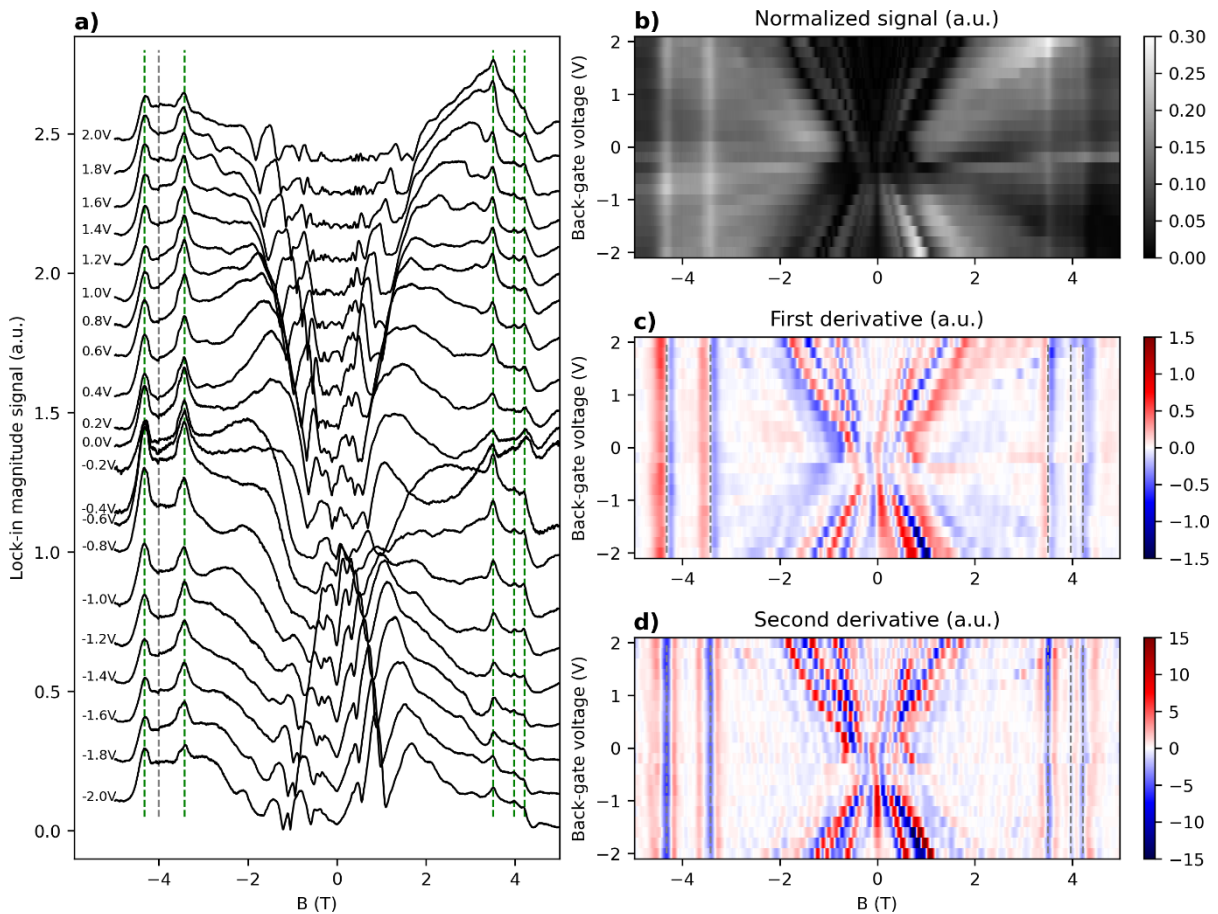 a)
2.5
2.0
1.5
1.0
0.5
0.0
Lock-in magnitude signal (a.u.)
2.0V
1.8V
1.6V
1.4V
1.2V
1.0V
0.8V
0.6V
0.4V
0.2V
0.0V
-0.2V
-0.4V
-0.6V
-0.8V
-1.0V
-1.2V
-1.4V
-1.6V
-1.8V
-2.0V
−4 −2 0 2 4
B (T)
b)
Normalized signal (a.u.)
Back-gate voltage (V)
2
1
0
−1
−2
−4 −2 0 2 4
0.30
0.25
0.20
0.15
0.10
0.05
0.00
c)
First derivative (a.u.)
Back-gate voltage (V)
2
1
0
−1
−2
−4 −2 0 2 4
1.5
1.0
0.5
0.0
−0.5
−1.0
−1.5
d)
Second derivative (a.u.)
Back-gate voltage (V)
2
1
0
−1
−2
−4 −2 0 2 4
B (T)
15
10
5
0
−5
−10
−15